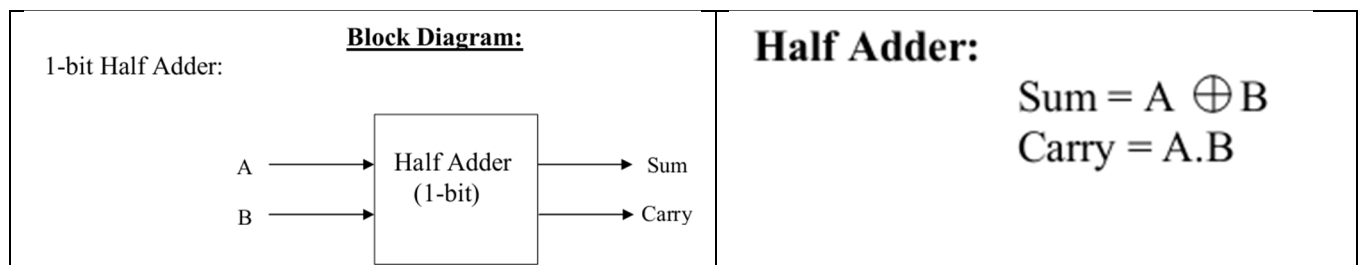 Block Diagram:
1-bit Half Adder:
A
B
Half Adder
(1-bit)
Sum
Carry
Half Adder:
Sum = A ⊕ B
Carry = A.B